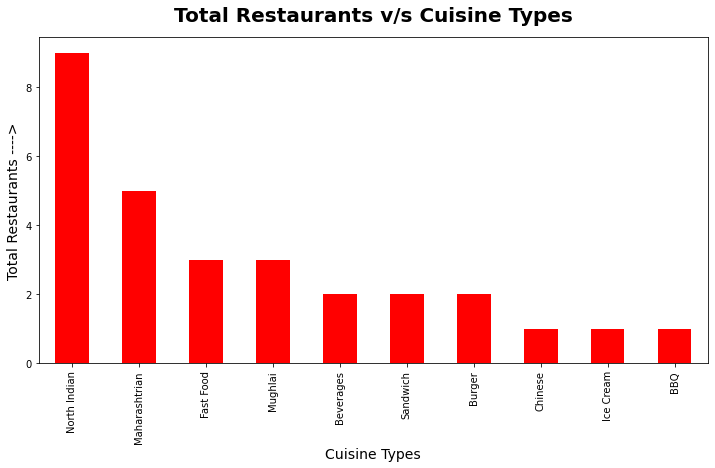 Total Restaurants v/s Cuisine Types
Total Restaurants ---->
8
6
4
2
0
North Indian
Maharashtrian
Fast Food
Mughlai
Beverages
Sandwich
Burger
Chinese
Ice Cream
BBQ
Cuisine Types